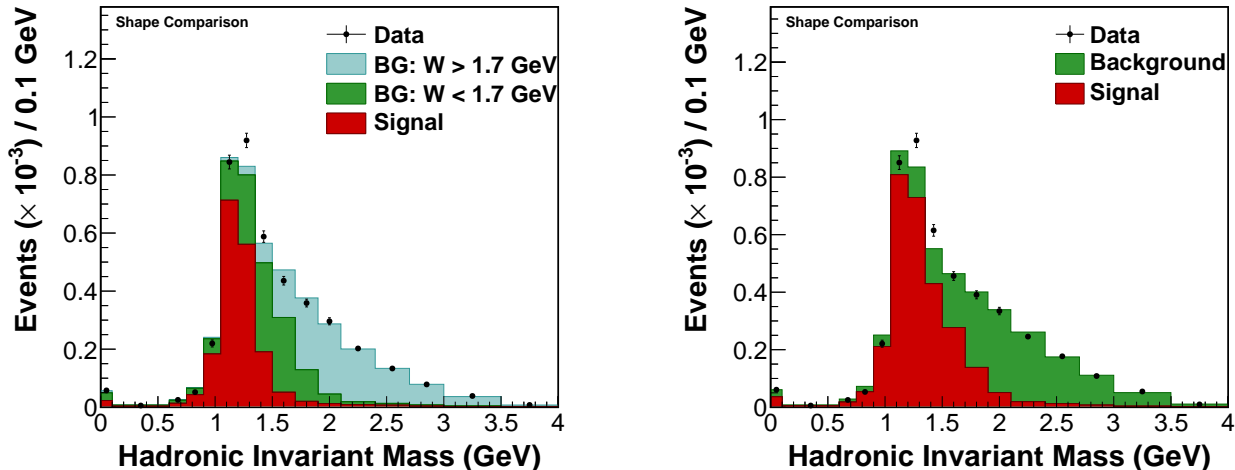 Shape Comparison
Data
BG: W > 1.7 GeV
BG: W < 1.7 GeV
Signal
Events (× 10⁻³) / 0.1 GeV
1.2
1
0.8
0.6
0.4
0.2
0
0 0.5 1 1.5 2 2.5 3 3.5 4
Hadronic Invariant Mass (GeV)
Shape Comparison
Data
Background
Signal
Events (× 10⁻³) / 0.1 GeV
1.2
1
0.8
0.6
0.4
0.2
0
0 0.5 1 1.5 2 2.5 3 3.5 4
Hadronic Invariant Mass (GeV)